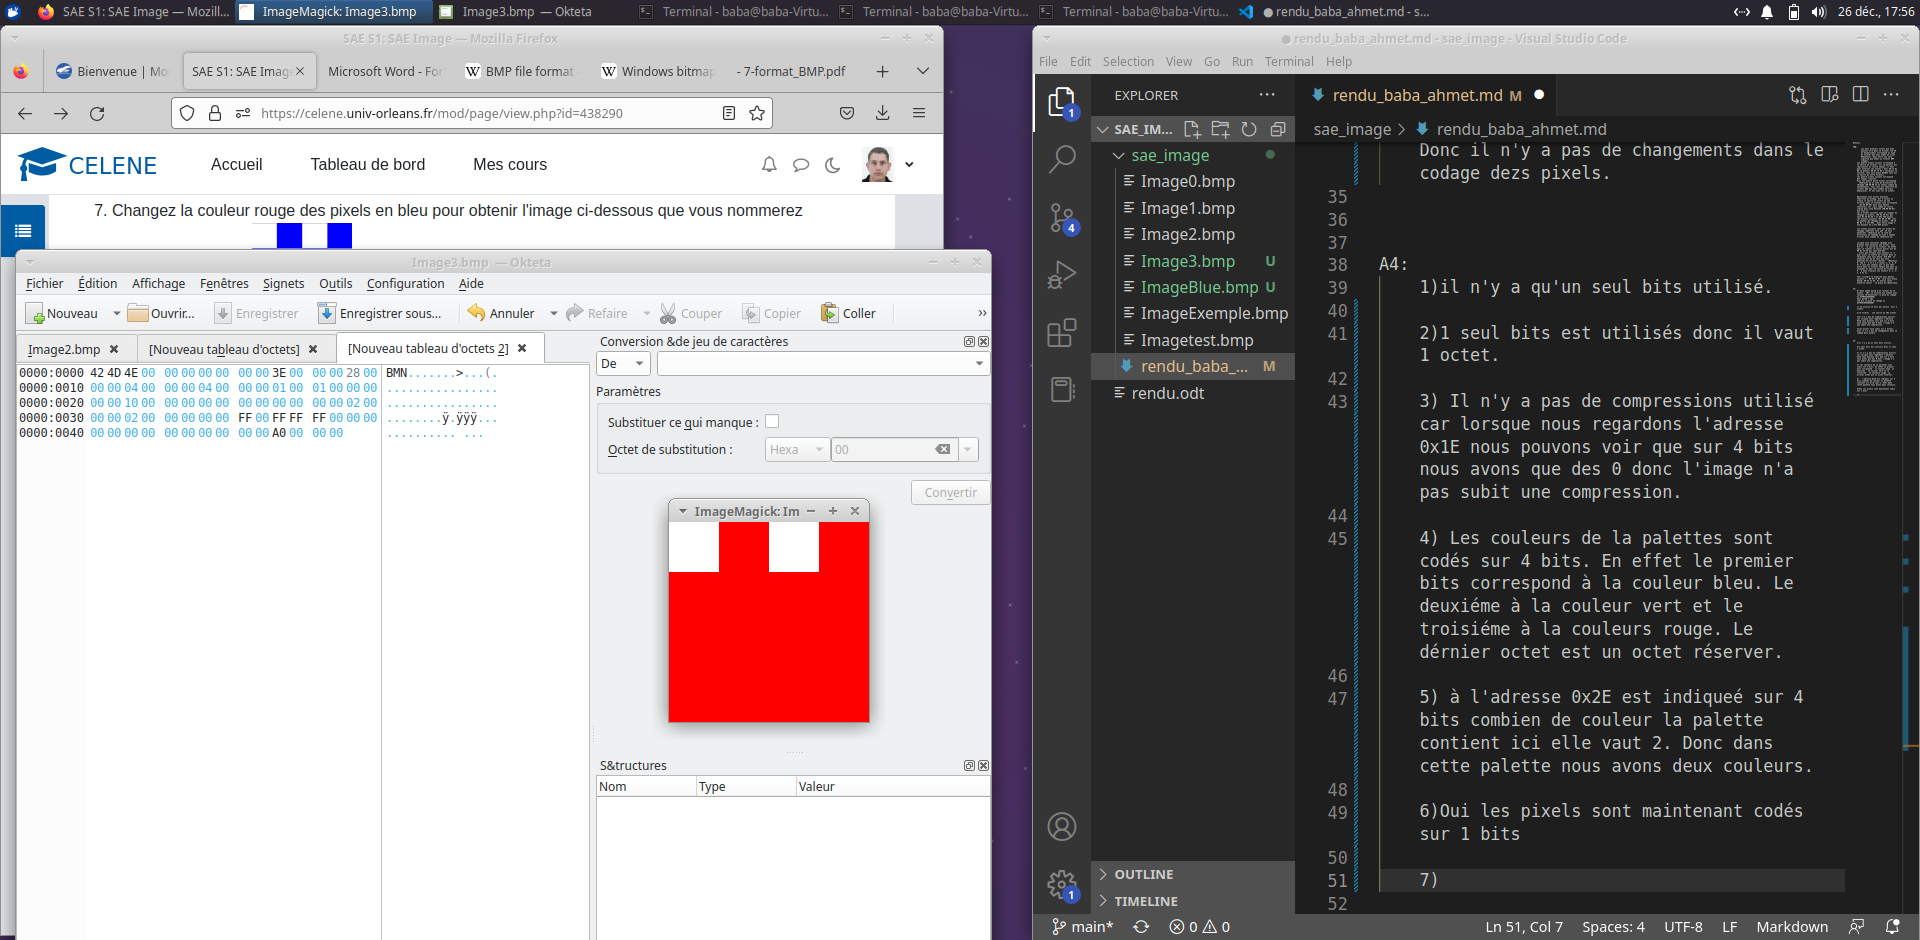 SAE S1: SAE Image — Mozill...
ImageMagick: Image3.bmp
Image3.bmp — Okteta
Terminal - baba@baba-Virtu...
Terminal - baba@baba-Virtu...
Terminal - baba@baba-Virtu...
rendu_baba_ahmet.md - s...
26 déc., 17:56
SAE S1: SAE Image — Mozilla Firefox
Bienvenue | Mo
SAE S1: SAE Imag
Microsoft Word - For
BMP file format
Windows bitmap
- 7-format_BMP.pdf
https://celene.univ-orleans.fr/mod/page/view.php?id=438290
CELENE
Accueil
Tableau de bord
Mes cours
7. Changez la couleur rouge des pixels en bleu pour obtenir l'image ci-dessous que vous nommerez
Image3.bmp — Okteta
Fichier Édition Affichage Fenêtres Signets Outils Configuration Aide
Nouveau Ouvrir... Enregistrer Enregistrer sous... Annuler Refaire Couper Copier Coller »
Image2.bmp
[Nouveau tableau d'octets]
[Nouveau tableau d'octets 2]
0000:0000 42 4D 4E 00 00 00 00 00 00 00 3E 00 00 00 28 00 BMN.......>...(.
0000:0010 00 00 04 00 00 00 04 00 00 00 01 00 01 00 00 00 ................
0000:0020 00 00 10 00 00 00 00 00 00 00 00 00 00 00 02 00 ................
0000:0030 00 00 02 00 00 00 00 00 FF 00 FF FF FF 00 00 00 ........ÿ.ÿÿÿ...
0000:0040 00 00 00 00 00 00 00 00 00 00 A0 00 00 00 .......... ...
Conversion &de jeu de caractères
De
Paramètres
Substituer ce qui manque :
Octet de substitution :
Hexa
00
Convertir
ImageMagick: Im
S&tructures
Nom Type Valeur
rendu_baba_ahmet.md - sae_image - Visual Studio Code
File Edit Selection View Go Run Terminal Help
EXPLORER
SAE_IM...
sae_image
Image0.bmp
Image1.bmp
Image2.bmp
Image3.bmp U
ImageBlue.bmp U
ImageExemple.bmp
Imagetest.bmp
rendu_baba_... M
rendu.odt
OUTLINE
TIMELINE
1
4
1
rendu_baba_ahmet.md M
sae_image > rendu_baba_ahmet.md
Donc il n'y a pas de changements dans le
codage dezs pixels.
35
36
37
38 A4:
39 1)il n'y a qu'un seul bits utilisé.
40
41 2)1 seul bits est utilisés donc il vaut
1 octet.
42
43 3) Il n'y a pas de compressions utilisé
car lorsque nous regardons l'adresse
0x1E nous pouvons voir que sur 4 bits
nous avons que des 0 donc l'image n'a
pas subit une compression.
44
45 4) Les couleurs de la palettes sont
codés sur 4 bits. En effet le premier
bits correspond à la couleur bleu. Le
deuxiéme à la couleur vert et le
troisiéme à la couleurs rouge. Le
dérnier octet est un octet réserver.
46
47 5) à l'adresse 0x2E est indiqueé sur 4
bits combien de couleur la palette
contient ici elle vaut 2. Donc dans
cette palette nous avons deux couleurs.
48
49 6)Oui les pixels sont maintenant codés
sur 1 bits
50
51 7)
52
main* 0 0 Ln 51, Col 7 Spaces: 4 UTF-8 LF Markdown